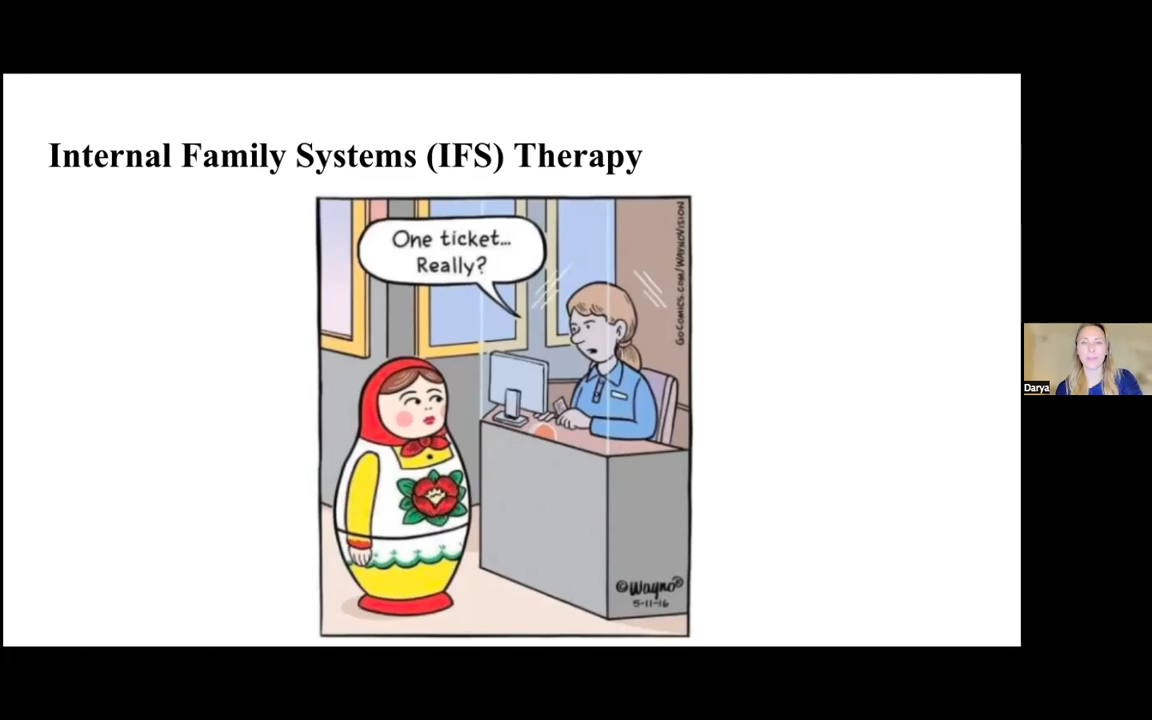 Internal Family Systems (IFS) Therapy
One ticket...
Really?
GOCOMICS.COM/WAYNOVISION
©Wayno®
5-11-16
Darya